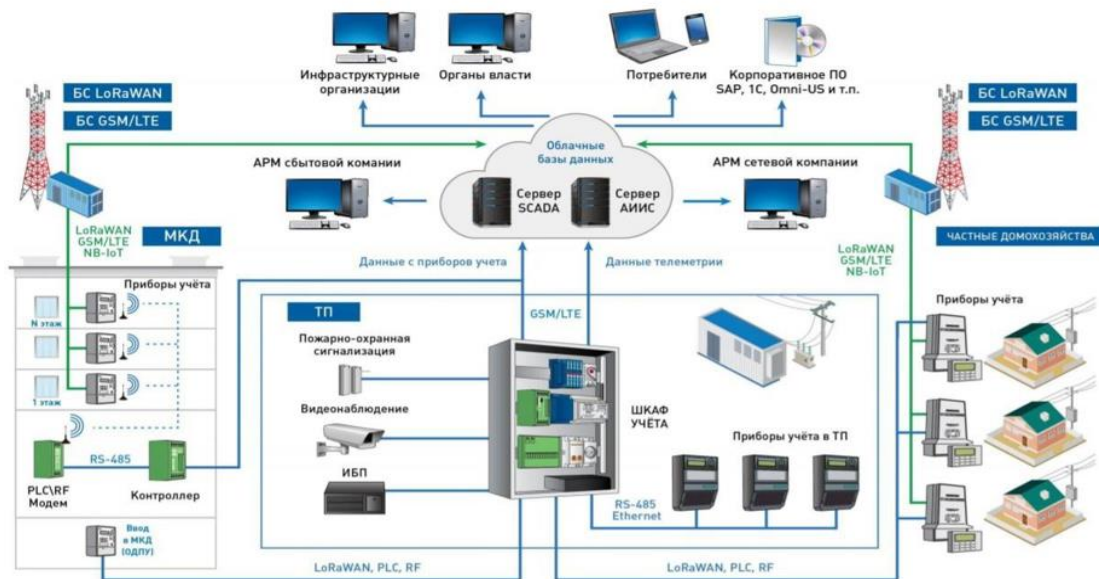 Инфраструктурные
организации
Органы власти
Потребители
Корпоративное ПО
SAP, 1С, Omni-US и т.п.
БС LoRaWAN
БС GSM/LTE
БС LoRaWAN
БС GSM/LTE
Облачные
базы данных
АРМ сбытовой комании
АРМ сетевой компании
Сервер
SCADA
Сервер
АИИС
LoRaWAN
GSM/LTE
NB-IoT
МКД
ЧАСТНЫЕ ДОМОХОЗЯЙСТВА
Данные с приборов учета
Данные телеметрии
LoRaWAN
GSM/LTE
NB-IoT
Приборы учёта
N этаж
1 этаж
RS-485
PLC\RF
Модем
Контроллер
Ввод
в МКД
(ОДПУ)
ТП
GSM/LTE
Пожарно-охранная
сигнализация
Видеонаблюдение
ИБП
ШКАФ
УЧЁТА
Приборы учёта в ТП
RS-485
Ethernet
Приборы учёта
LoRaWAN, PLC, RF
LoRaWAN, PLC, RF